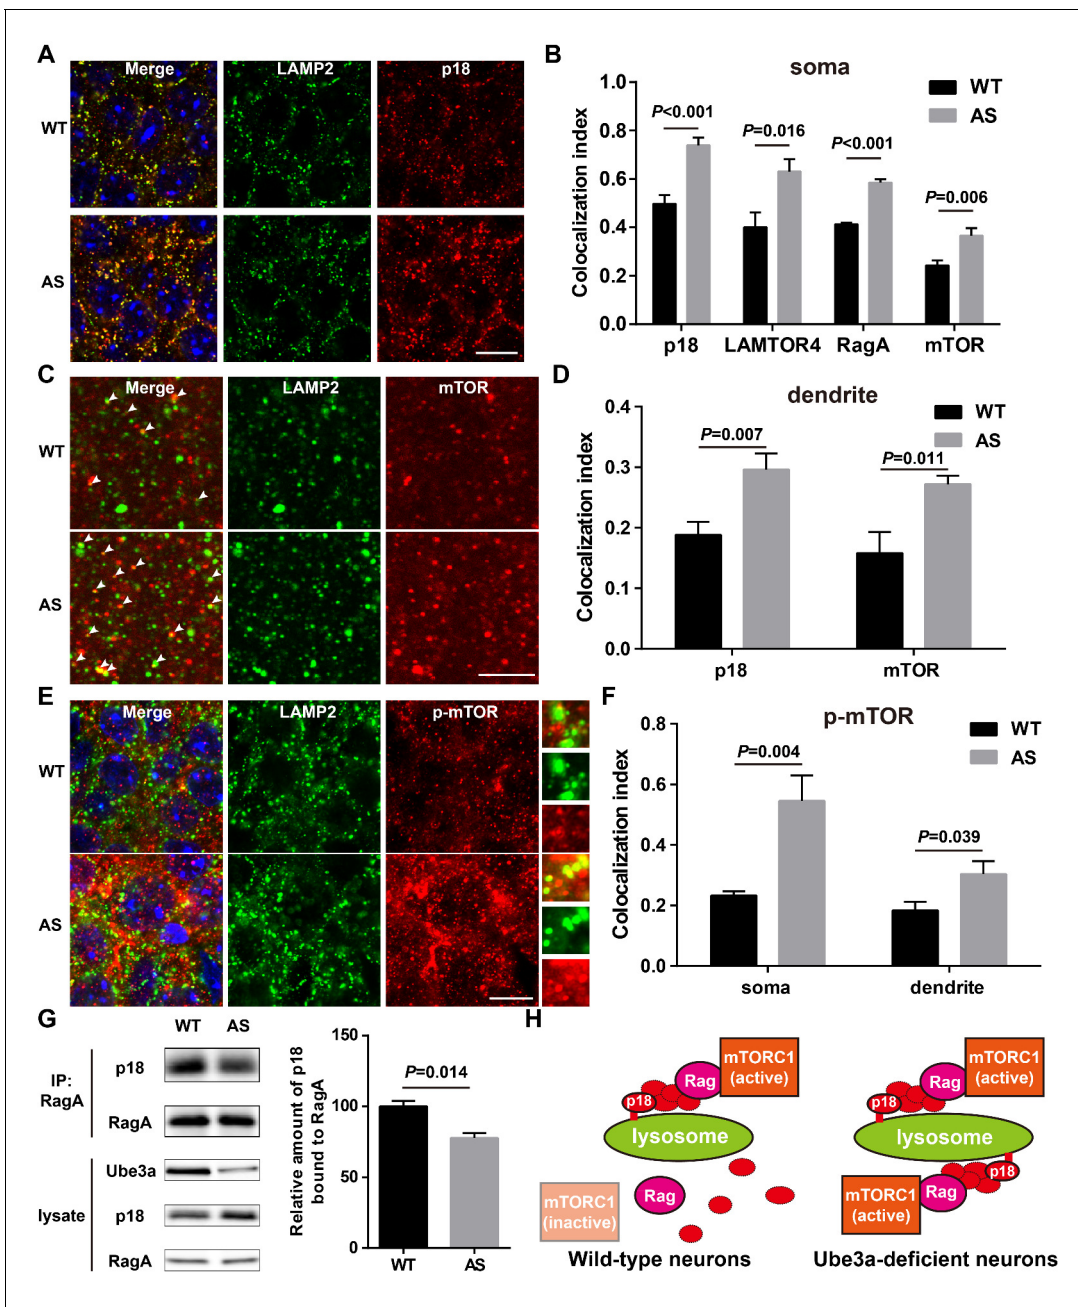 A
Merge
LAMP2
p18
WT
AS
B
soma
WT
AS
Colocalization index
1.0
0.8
0.6
0.4
0.2
0.0
P<0.001
P=0.016
P<0.001
P=0.006
p18
LAMTOR4
RagA
mTOR
C
Merge
LAMP2
mTOR
WT
AS
D
dendrite
WT
AS
Colocalization index
0.4
0.3
0.2
0.1
0.0
P=0.007
P=0.011
p18
mTOR
E
Merge
LAMP2
p-mTOR
WT
AS
F
p-mTOR
WT
AS
Colocalization index
0.8
0.6
0.4
0.2
0.0
P=0.004
P=0.039
soma
dendrite
G
WT AS
IP:
RagA
p18
RagA
lysate
Ube3a
p18
RagA
Relative amount of p18
bound to RagA
150
100
50
0
P=0.014
WT
AS
H
mTORC1
(active)
Rag
p18
lysosome
Rag
mTORC1
(inactive)
Wild-type neurons
mTORC1
(active)
Rag
p18
lysosome
p18
Rag
mTORC1
(active)
Ube3a-deficient neurons